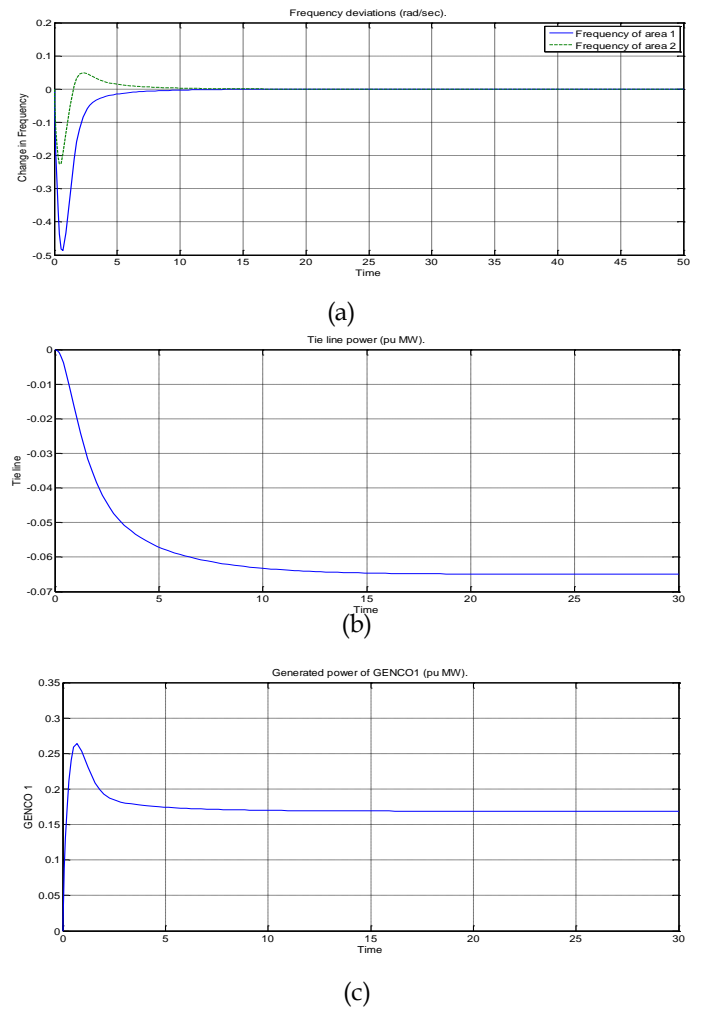 Frequency deviations (rad/sec).
0.2
0.1
0
-0.1
-0.2
-0.3
-0.4
-0.5
Change in Frequency
Frequency of area 1
Frequency of area 2
0 5 10 15 20 25 30 35 40 45 50
Time
(a)
Tie line power (pu MW).
0
-0.01
-0.02
-0.03
-0.04
-0.05
-0.06
-0.07
Tie line
0 5 10 15 20 25 30
Time
(b)
Generated power of GENCO1 (pu MW).
0.35
0.3
0.25
0.2
0.15
0.1
0.05
0
GENCO 1
0 5 10 15 20 25 30
Time
(c)